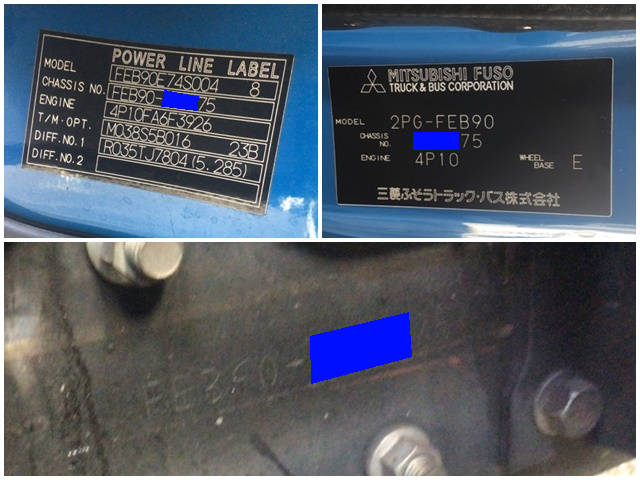 POWER LINE LABEL
MODEL FEB90E74S004 8
CHASSIS NO. FEB90- 75
ENGINE 4P10FA6F3926
T/M·OPT. M038S5B016 23B
DIFF.NO.1 R035TJ7804(5.285)
DIFF.NO.2
MITSUBISHI FUSO
TRUCK & BUS CORPORATION
MODEL 2PG-FEB90
CHASSIS NO. 75
ENGINE 4P10 WHEEL BASE E
三菱ふそうトラック・バス株式会社
FEB90-